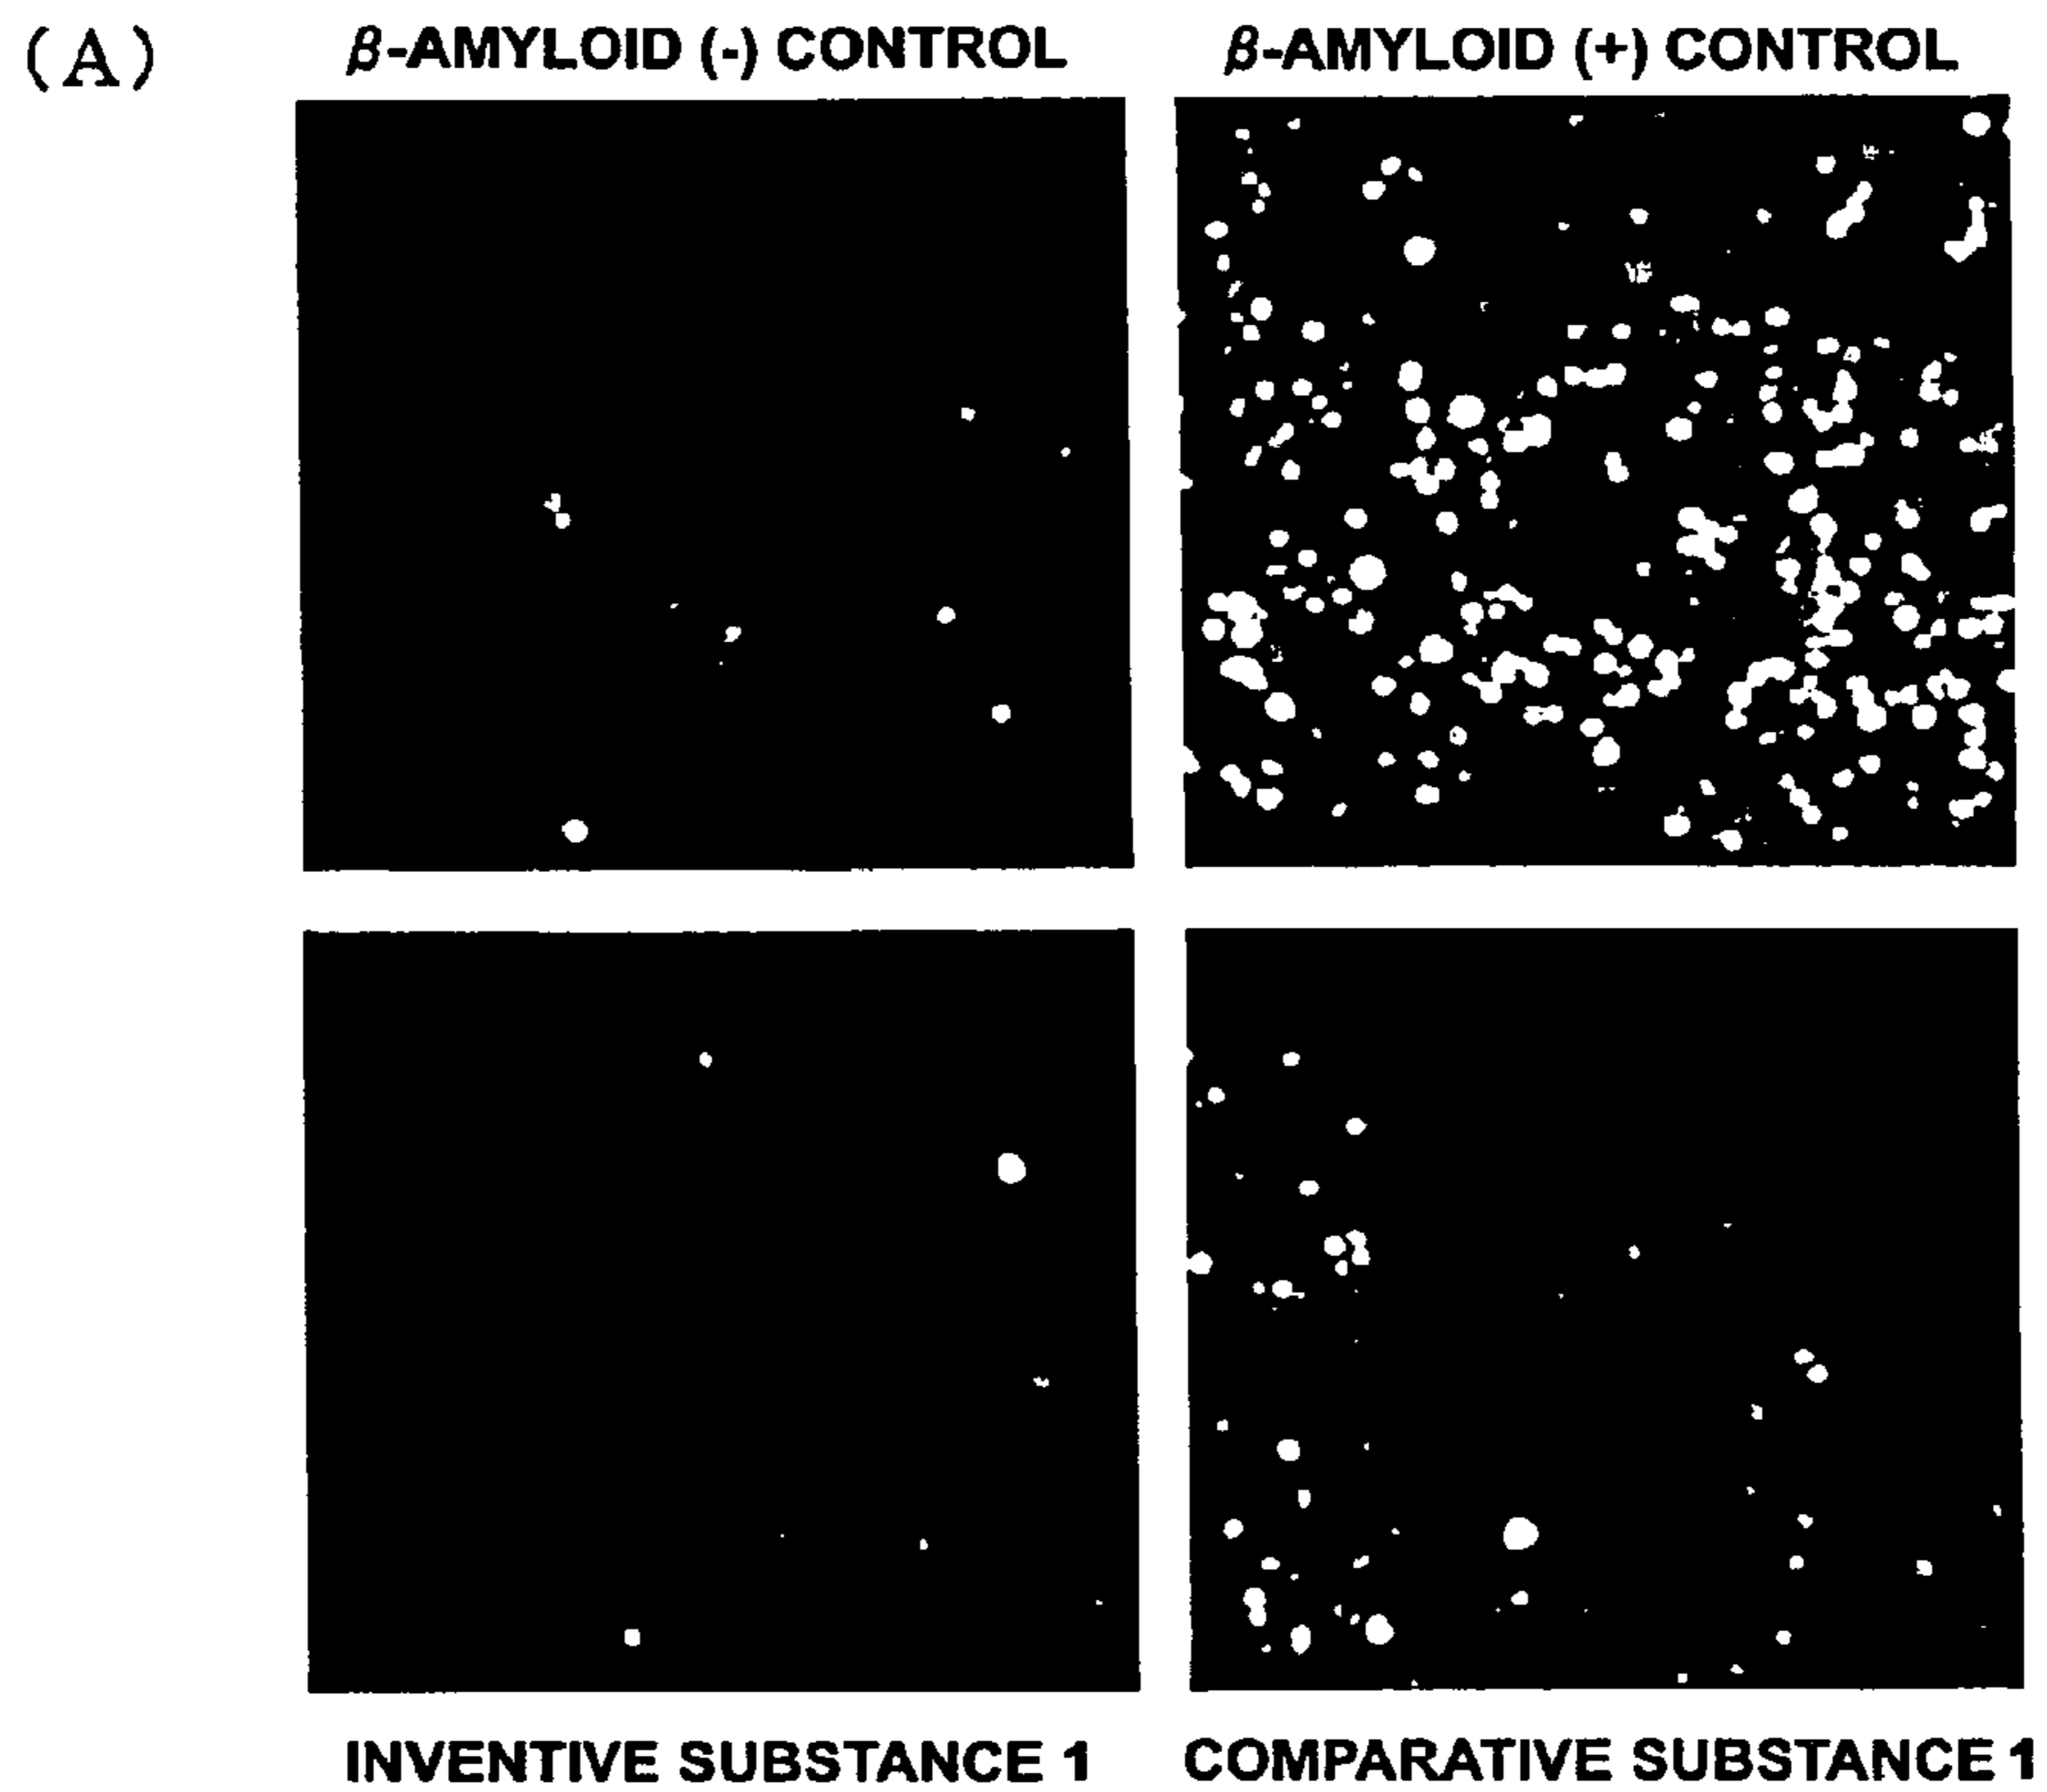 (A)
β-AMYLOID (-) CONTROL
β-AMYLOID (+) CONTROL
INVENTIVE SUBSTANCE 1
COMPARATIVE SUBSTANCE 1